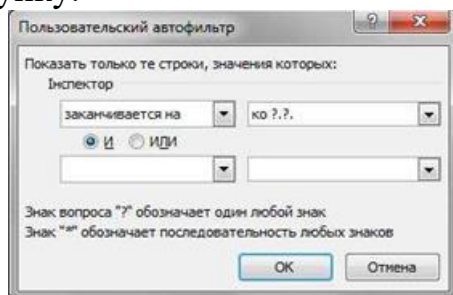 Пользовательский автофильтр
Показать только те строки, значения которых:
Інспектор
заканчивается на ко ?.?.
И ИЛИ
Знак вопроса "?" обозначает один любой знак
Знак "*" обозначает последовательность любых знаков
ОК Отмена